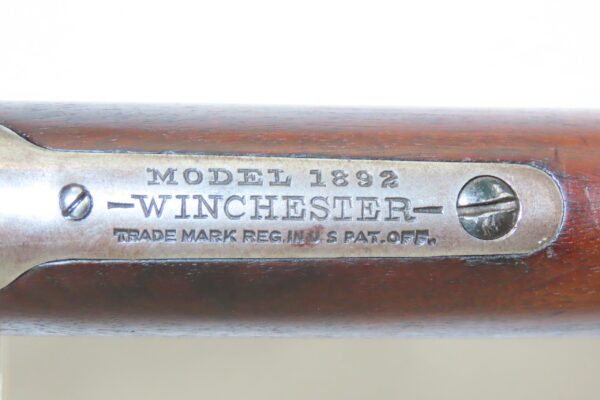 MODEL 1892
-WINCHESTER-
TRADE MARK REG. IN U S PAT. OFF.